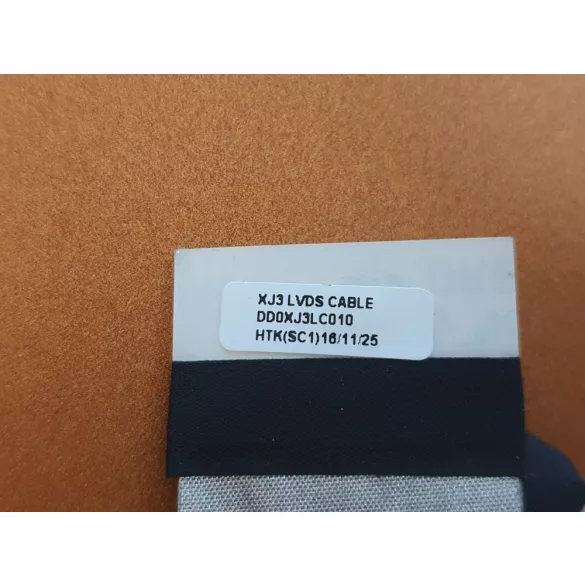 XJ3 LVDS CABLE
DD0XJ3LC010
HTK(SC1)16/11/25